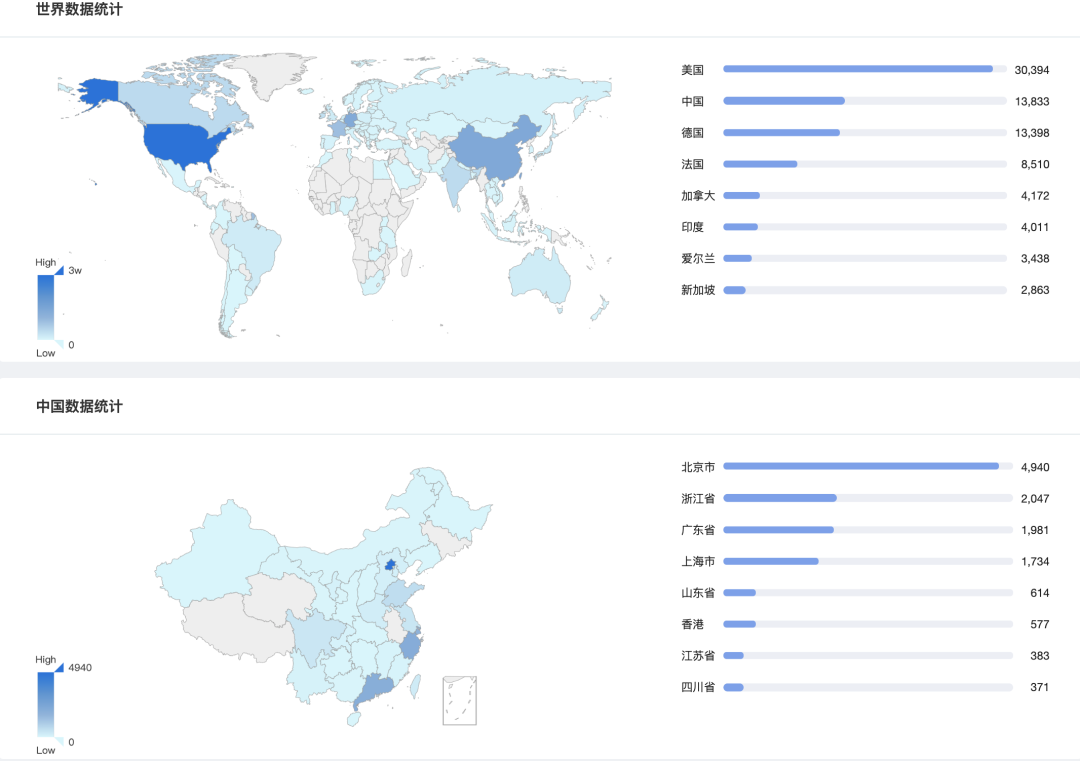 世界数据统计
美国 30,394
中国 13,833
德国 13,398
法国 8,510
加拿大 4,172
印度 4,011
爱尔兰 3,438
新加坡 2,863
High
3w
0
Low
中国数据统计
北京市 4,940
浙江省 2,047
广东省 1,981
上海市 1,734
山东省 614
香港 577
江苏省 383
四川省 371
High
4940
0
Low